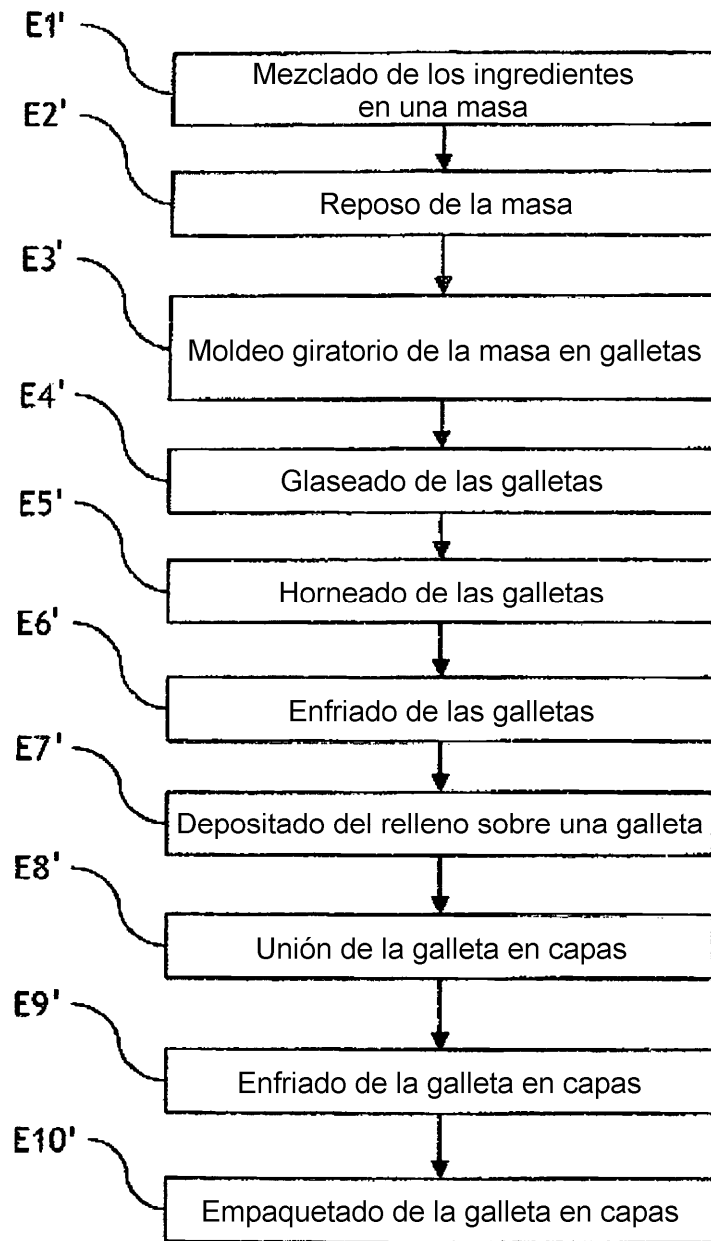 E1'
Mezclado de los ingredientes
en una masa
E2'
Reposo de la masa
E3'
Moldeo giratorio de la masa en galletas
E4'
Glaseado de las galletas
E5'
Horneado de las galletas
E6'
Enfriado de las galletas
E7'
Depositado del relleno sobre una galleta
E8'
Unión de la galleta en capas
E9'
Enfriado de la galleta en capas
E10'
Empaquetado de la galleta en capas